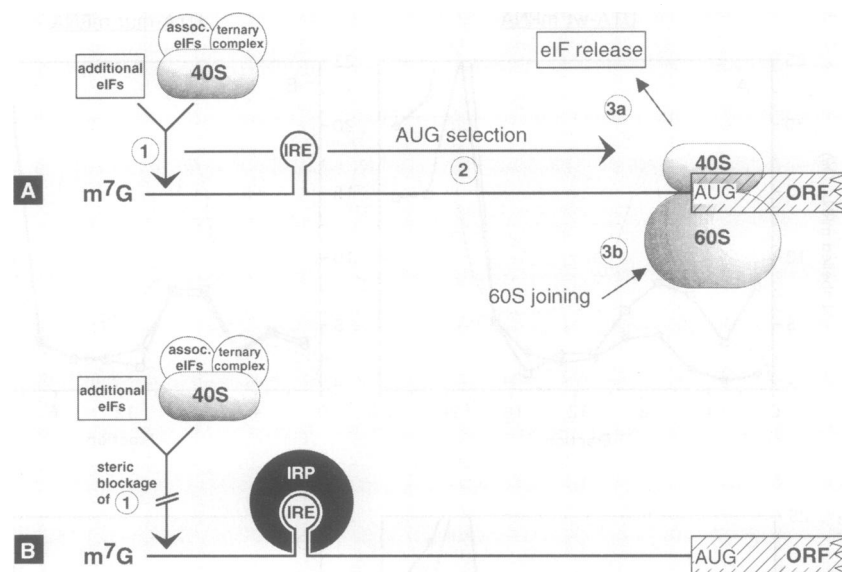 assoc. ternary
eIFs complex
additional
eIFs
40S
eIF release
3a
1
IRE
AUG selection
2
40S
A
m⁷G
AUG
ORF
60S
3b
60S joining
assoc. ternary
eIFs complex
additional
eIFs
40S
steric
blockage
of 1
IRP
IRE
B
m⁷G
AUG
ORF